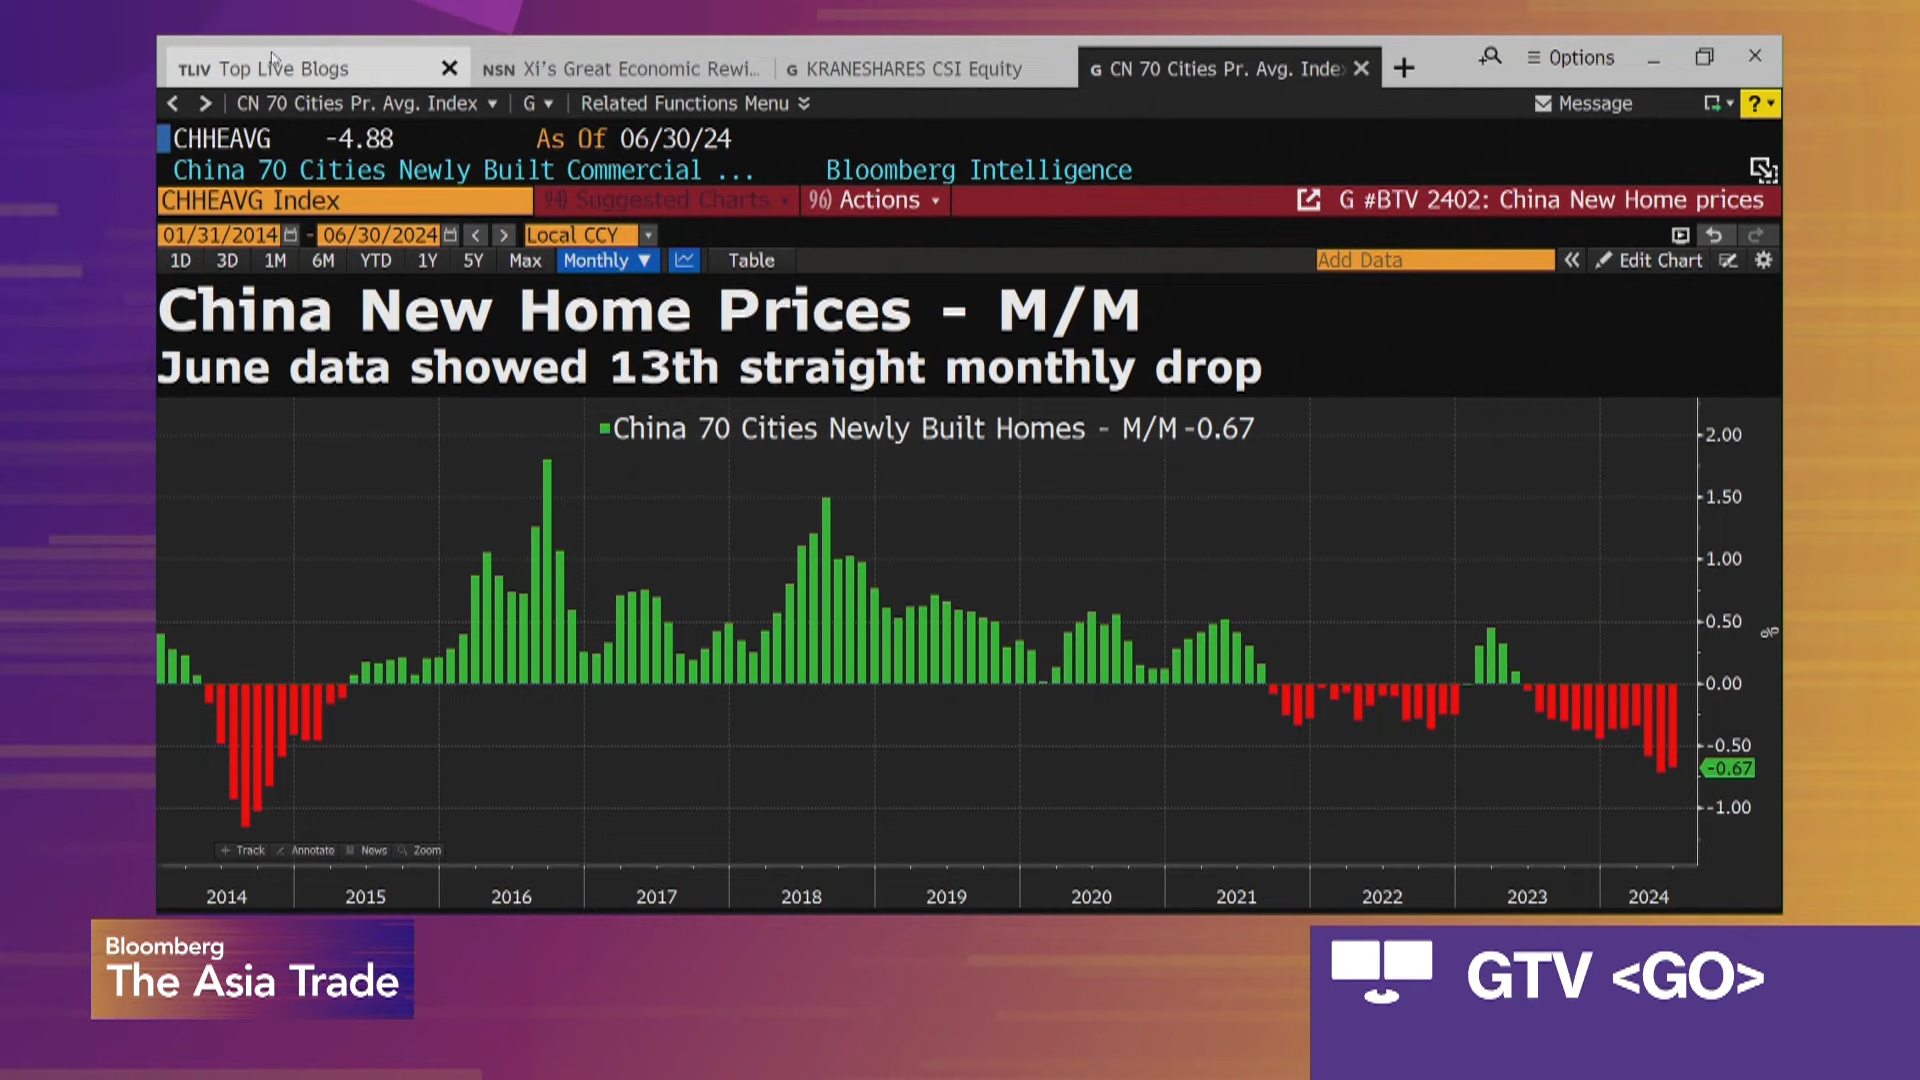 TLIV Top Live Blogs
NSN Xi's Great Economic Rewi...
G KRANESHARES CSI Equity
G CN 70 Cities Pr. Avg. Inde
Options
CN 70 Cities Pr. Avg. Index
G
Related Functions Menu
Message
?
CHHEAVG -4.88 As Of 06/30/24
China 70 Cities Newly Built Commercial ... Bloomberg Intelligence
CHHEAVG Index
94) Suggested Charts
96) Actions
G #BTV 2402: China New Home prices
01/31/2014 - 06/30/2024
Local CCY
1D 3D 1M 6M YTD 1Y 5Y Max Monthly ▼ Table
Add Data
« Edit Chart
China New Home Prices - M/M
June data showed 13th straight monthly drop
China 70 Cities Newly Built Homes - M/M -0.67
2.00
1.50
1.00
0.50
%
0.00
-0.50
-0.67
-1.00
Track Annotate News Zoom
2014 2015 2016 2017 2018 2019 2020 2021 2022 2023 2024
Bloomberg
The Asia Trade
GTV <GO>